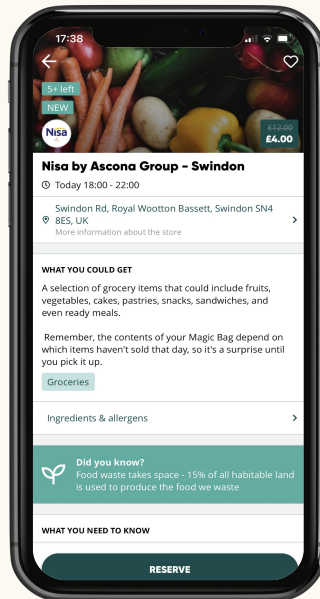 17:38
5+ left
NEW
Nisa
£12.00
£4.00
Nisa by Ascona Group - Swindon
Today 18:00 - 22:00
Swindon Rd, Royal Wootton Bassett, Swindon SN4
8ES, UK
More information about the store
WHAT YOU COULD GET
A selection of grocery items that could include fruits,
vegetables, cakes, pastries, snacks, sandwiches, and
even ready meals.
Remember, the contents of your Magic Bag depend on
which items haven't sold that day, so it's a surprise until
you pick it up.
Groceries
Ingredients & allergens
Did you know?
Food waste takes space - 15% of all habitable land
is used to produce the food we waste
WHAT YOU NEED TO KNOW
RESERVE